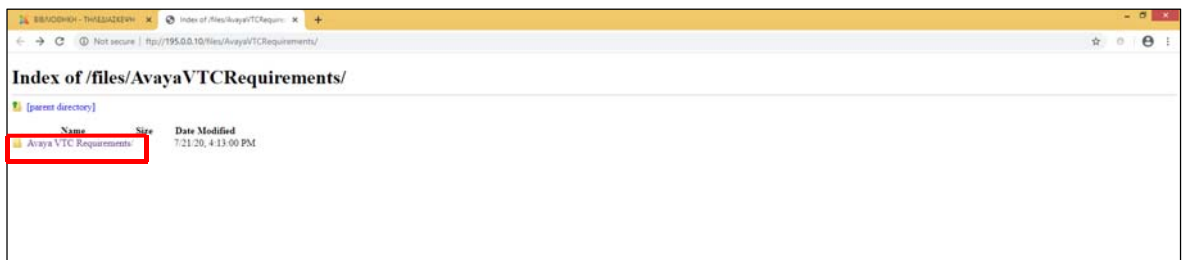 ΒΙΒΛΙΟΘΗΚΗ - ΤΗΛΕΔΙΑΣΚΕΨΗ × Index of /files/AvayaVTCRequire × +
Not secure | ftp://195.0.0.10/files/AvayaVTCRequirements/
Index of /files/AvayaVTCRequirements/
[parent directory]
Name Size Date Modified
Avaya VTC Requirements/ 7/21/20, 4:13:00 PM